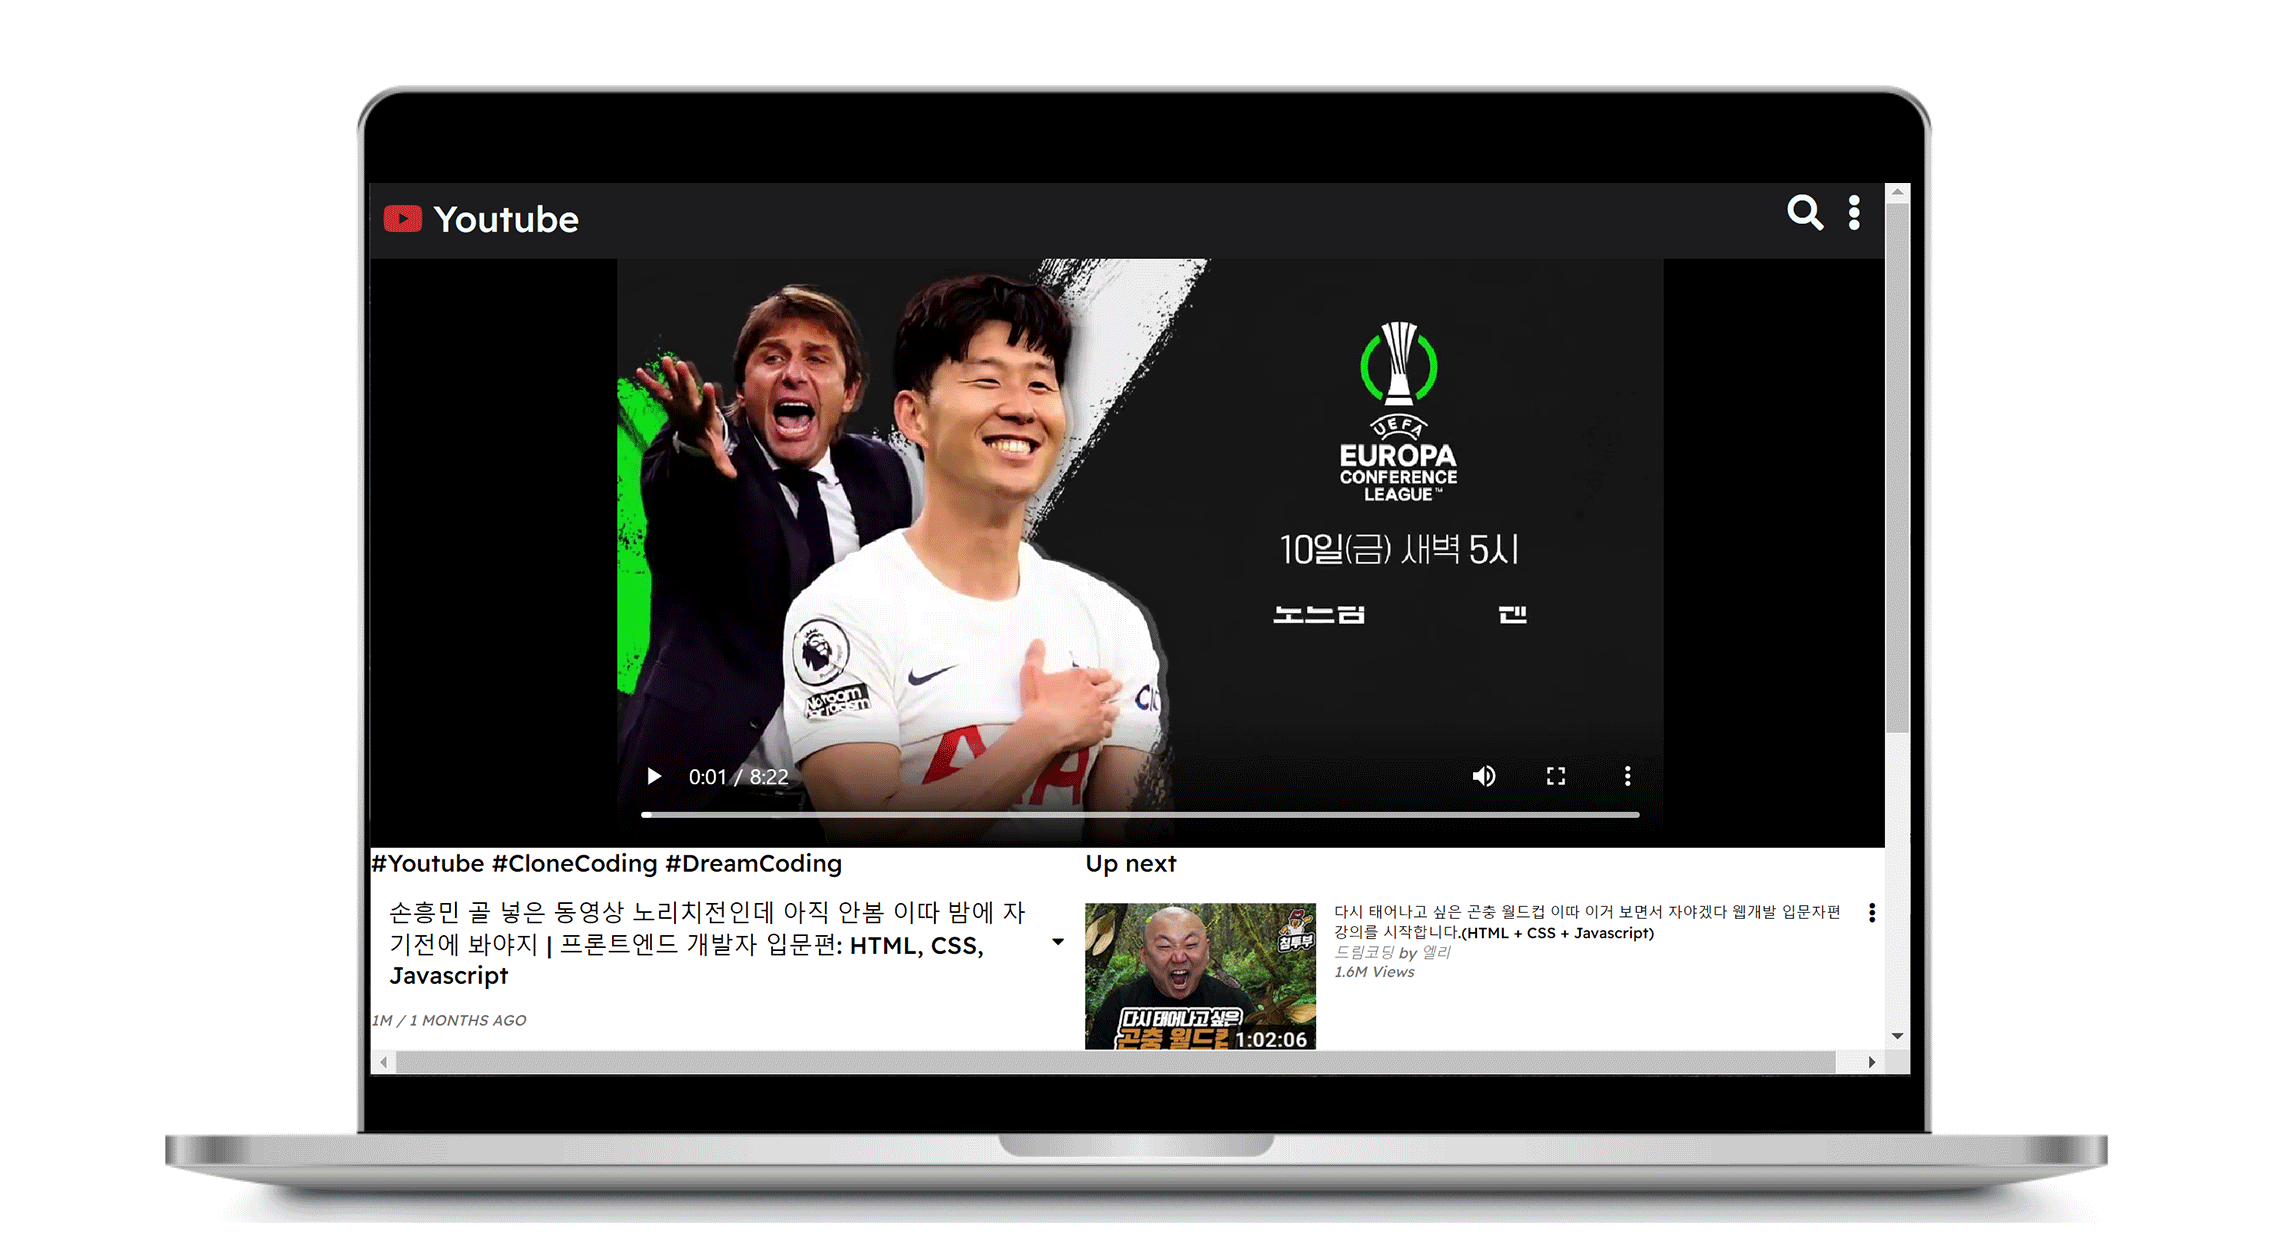 Youtube
UEFA
EUROPA
CONFERENCE
LEAGUE™
10일(금) 새벽 5시
No room
for racism
0:01 / 8:22
#Youtube #CloneCoding #DreamCoding
손흥민 골 넣은 동영상 노리치전인데 아직 안봄 이따 밤에 자
기전에 봐야지 | 프론트엔드 개발자 입문편: HTML, CSS,
Javascript
1M / 1 MONTHS AGO
Up next
침투부
다시 태어나고 싶은
곤충 월드컵
1:02:06
다시 태어나고 싶은 곤충 월드컵 이따 이거 보면서 자야겠다 웹개발 입문자편
강의를 시작합니다.(HTML + CSS + Javascript)
드림코딩 by 엘리
1.6M Views